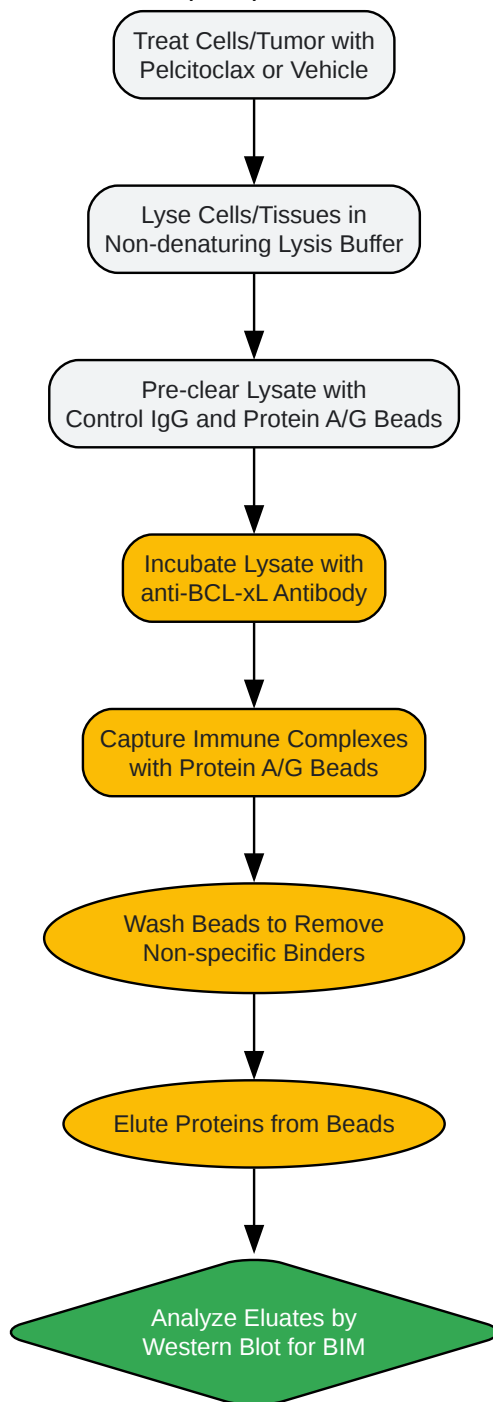 Treat Cells/Tumor with
Pelcitoclax or Vehicle
Lyse Cells/Tissues in
Non-denaturing Lysis Buffer
Pre-clear Lysate with
Control IgG and Protein A/G Beads
Incubate Lysate with
anti-BCL-xL Antibody
Capture Immune Complexes
with Protein A/G Beads
Wash Beads to Remove
Non-specific Binders
Elute Proteins from Beads
Analyze Eluates by
Western Blot for BIM